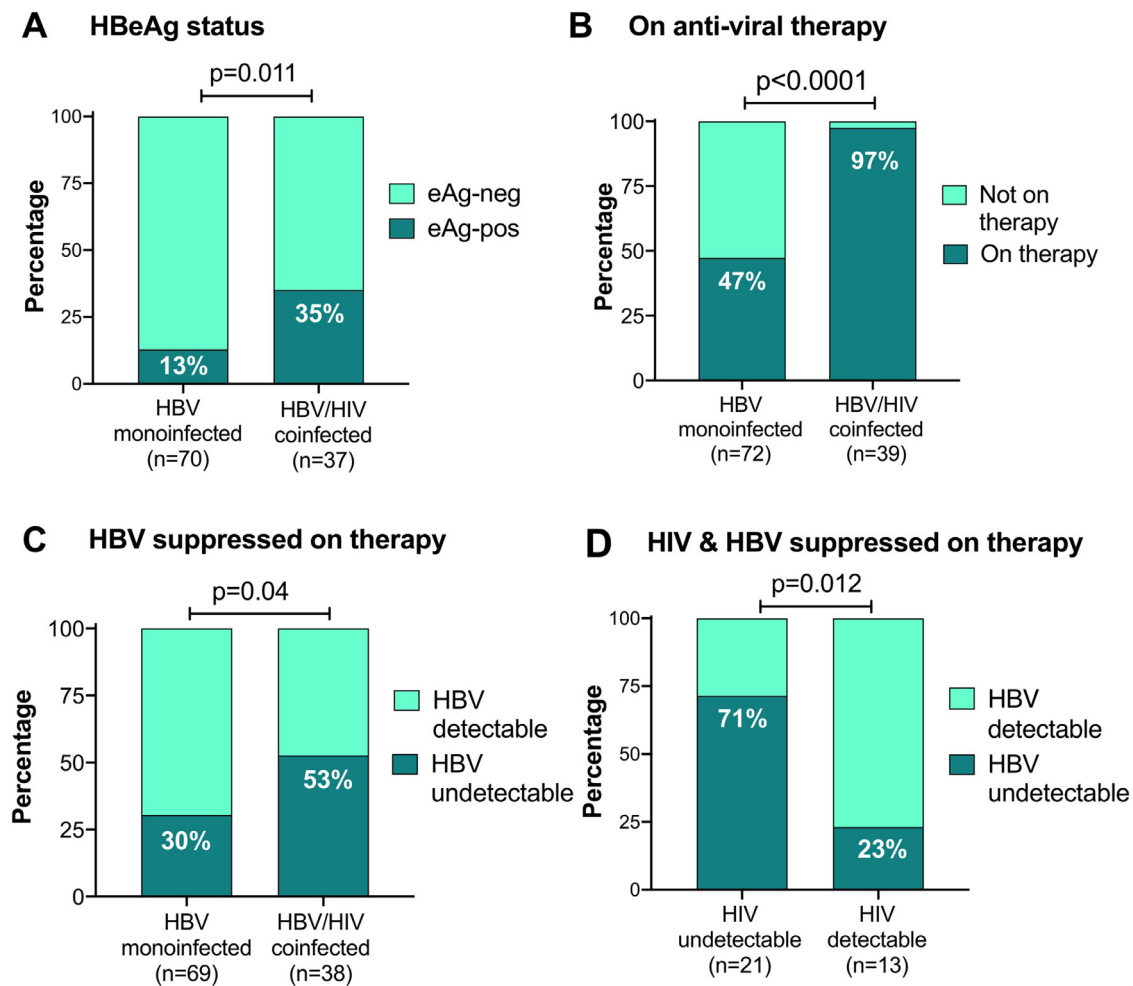 A HBeAg status
p=0.011
100
75
50
25
0
Percentage
13%
35%
eAg-neg
eAg-pos
HBV
monoinfected
(n=70)
HBV/HIV
coinfected
(n=37)
B On anti-viral therapy
p<0.0001
100
75
50
25
0
Percentage
47%
97%
Not on
therapy
On therapy
HBV
monoinfected
(n=72)
HBV/HIV
coinfected
(n=39)
C HBV suppressed on therapy
p=0.04
100
75
50
25
0
Percentage
30%
53%
HBV
detectable
HBV
undetectable
HBV
monoinfected
(n=69)
HBV/HIV
coinfected
(n=38)
D HIV & HBV suppressed on therapy
p=0.012
100
75
50
25
0
Percentage
71%
23%
HBV
detectable
HBV
undetectable
HIV
undetectable
(n=21)
HIV
detectable
(n=13)